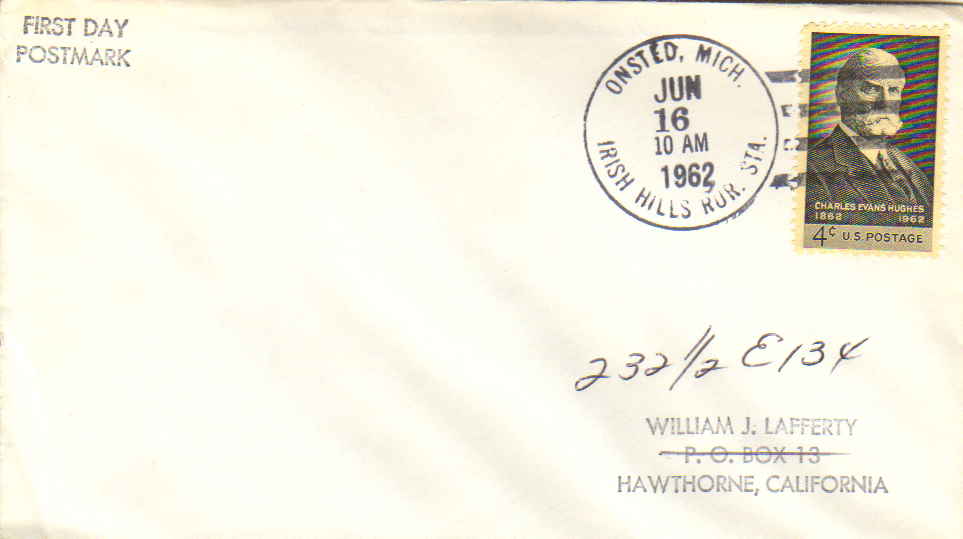 FIRST DAY
POSTMARK
ONSTED, MICH.
JUN
16
10 AM
1962
IRISH HILLS RUR. STA.
CHARLES EVANS HUGHES
1862 1962
4¢ U.S. POSTAGE
232 1/2 E 134
WILLIAM J. LAFFERTY
P. O. BOX 13
HAWTHORNE, CALIFORNIA